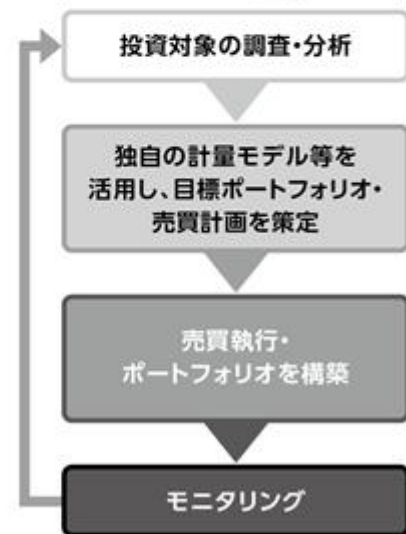 投資対象の調査・分析
独自の計量モデル等を
活用し、目標ポートフォリオ・
売買計画を策定
売買執行・
ポートフォリオを構築
モニタリング